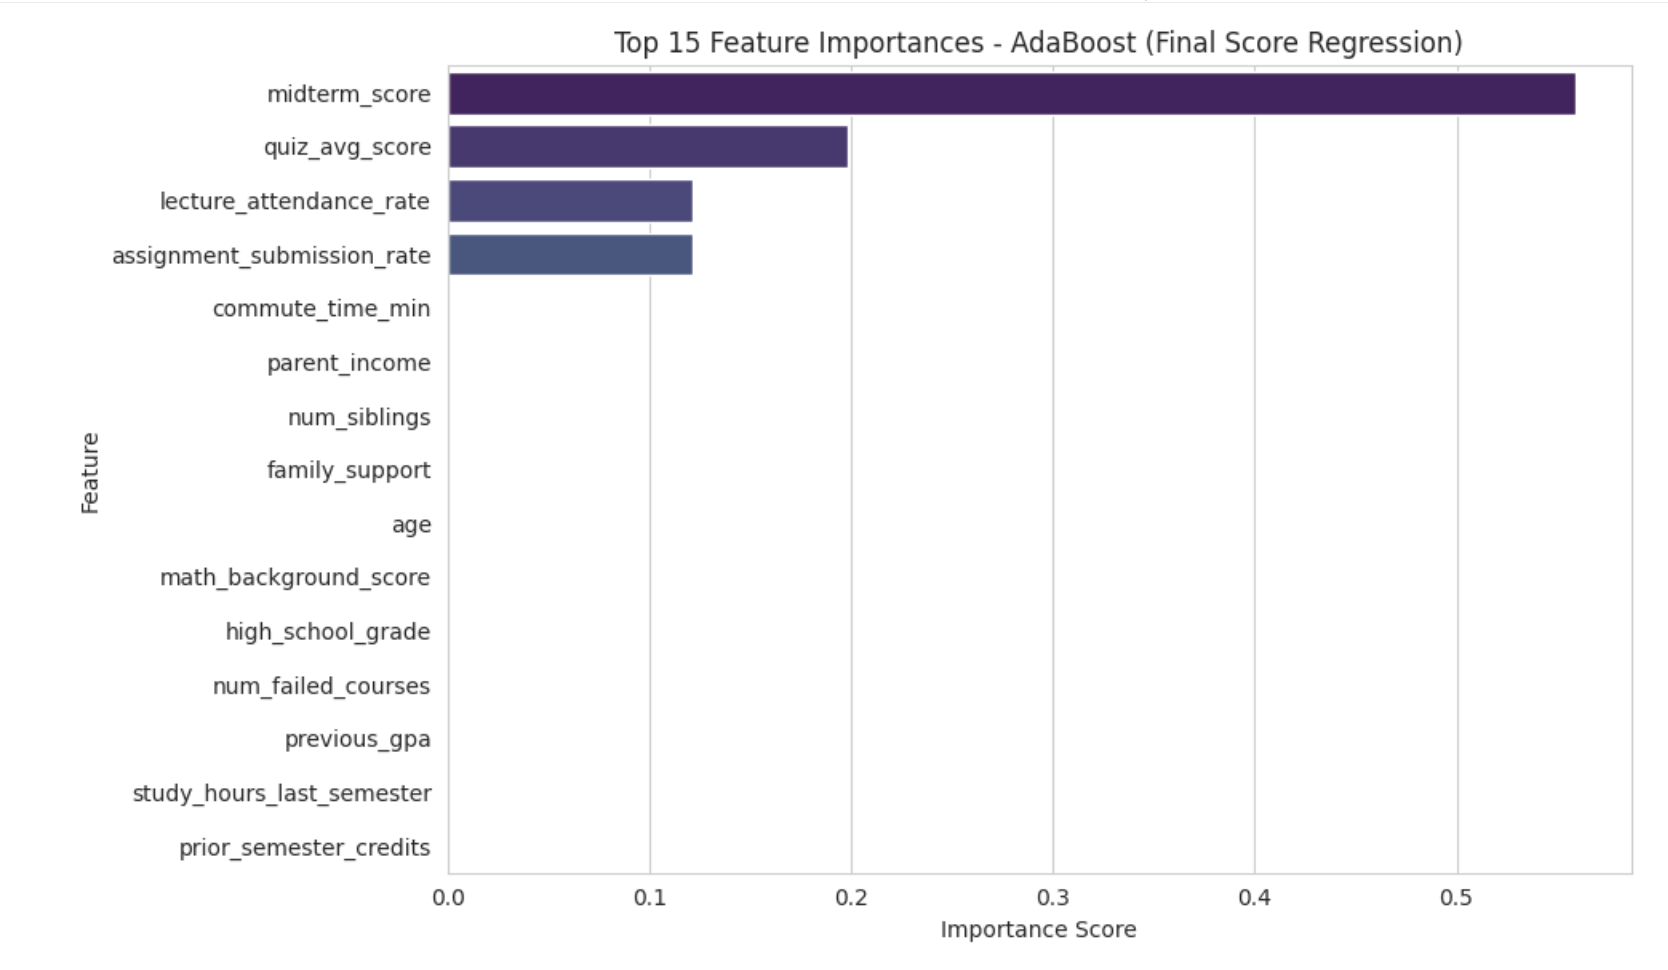 Top 15 Feature Importances - AdaBoost (Final Score Regression)
midterm_score
quiz_avg_score
lecture_attendance_rate
assignment_submission_rate
commute_time_min
parent_income
num_siblings
family_support
age
math_background_score
high_school_grade
num_failed_courses
previous_gpa
study_hours_last_semester
prior_semester_credits
Feature
0.0 0.1 0.2 0.3 0.4 0.5
Importance Score